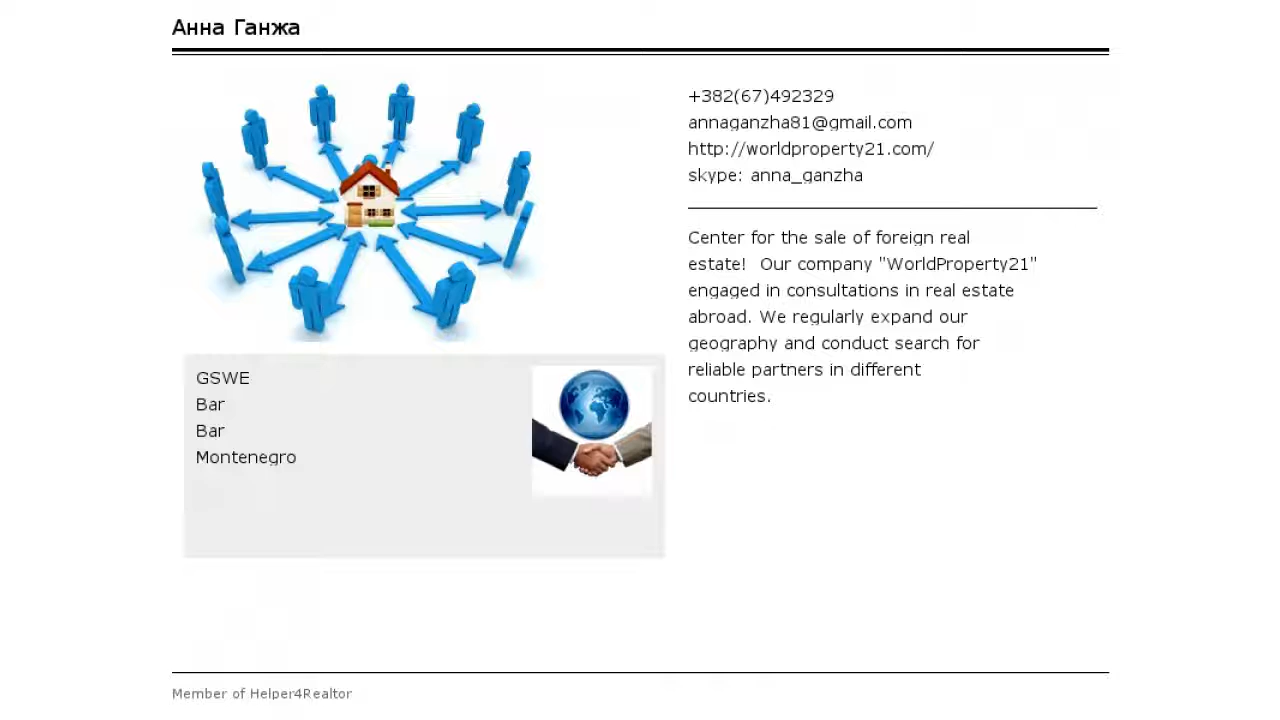 Анна Ганжа
+382(67)492329
annaganzha81@gmail.com
http://worldproperty21.com/
skype: anna_ganzha
Center for the sale of foreign real
estate!  Our company "WorldProperty21"
engaged in consultations in real estate
abroad. We regularly expand our
geography and conduct search for
reliable partners in different
countries.
GSWE
Bar
Bar
Montenegro
Member of Helper4Realtor